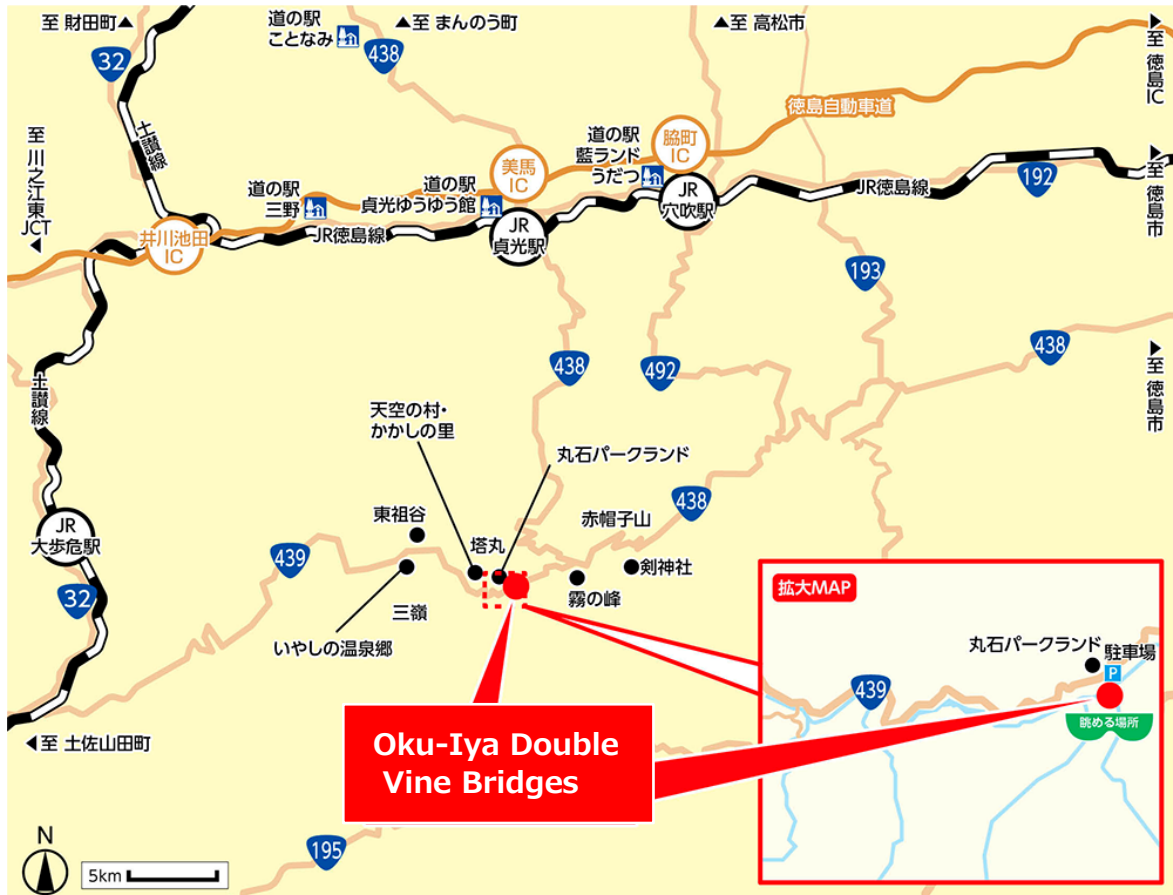 至 財田町▲
道の駅
ことなみ
▲至 まんのう町
▲至 高松市
▲至 徳島IC
32
438
徳島自動車道
土讃線
至 川之江東JCT
◀
道の駅
藍ランド
うだつ
脇町
IC
美馬
IC
▲至 徳島市
道の駅
三野
道の駅
貞光ゆうゆう館
JR
穴吹駅
JR徳島線
192
井川池田
IC
JR徳島線
JR
貞光駅
193
438
438
492
▲至 徳島市
土讃線
天空の村・
かかしの里
丸石パークランド
438
東祖谷
赤帽子山
JR
大歩危駅
439
塔丸
剣神社
霧の峰
32
三嶺
いやしの温泉郷
拡大MAP
丸石パークランド
駐車場
P
439
眺める場所
◀至 土佐山田町
Oku-Iya Double
Vine Bridges
N
5km
195